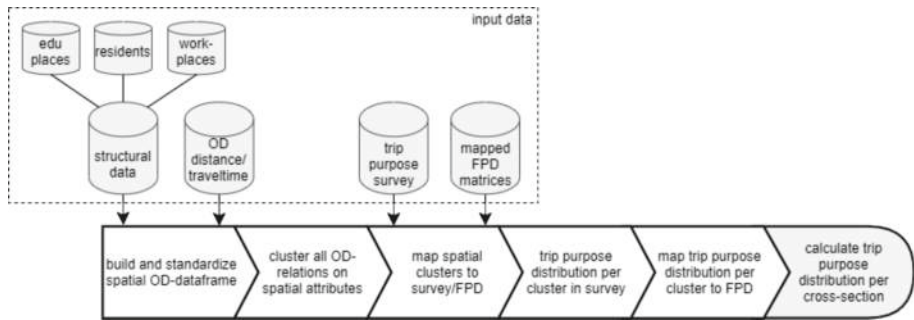 input data
edu
places
residents
work-
places
structural
data
OD
distance/
traveltime
trip
purpose
survey
mapped
FPD
matrices
build and standardize
spatial OD-dataframe
cluster all OD-
relations on
spatial attributes
map spatial
clusters to
survey/FPD
trip purpose
distribution per
cluster in survey
map trip purpose
distribution per
cluster to FPD
calculate trip
purpose
distribution per
cross-section